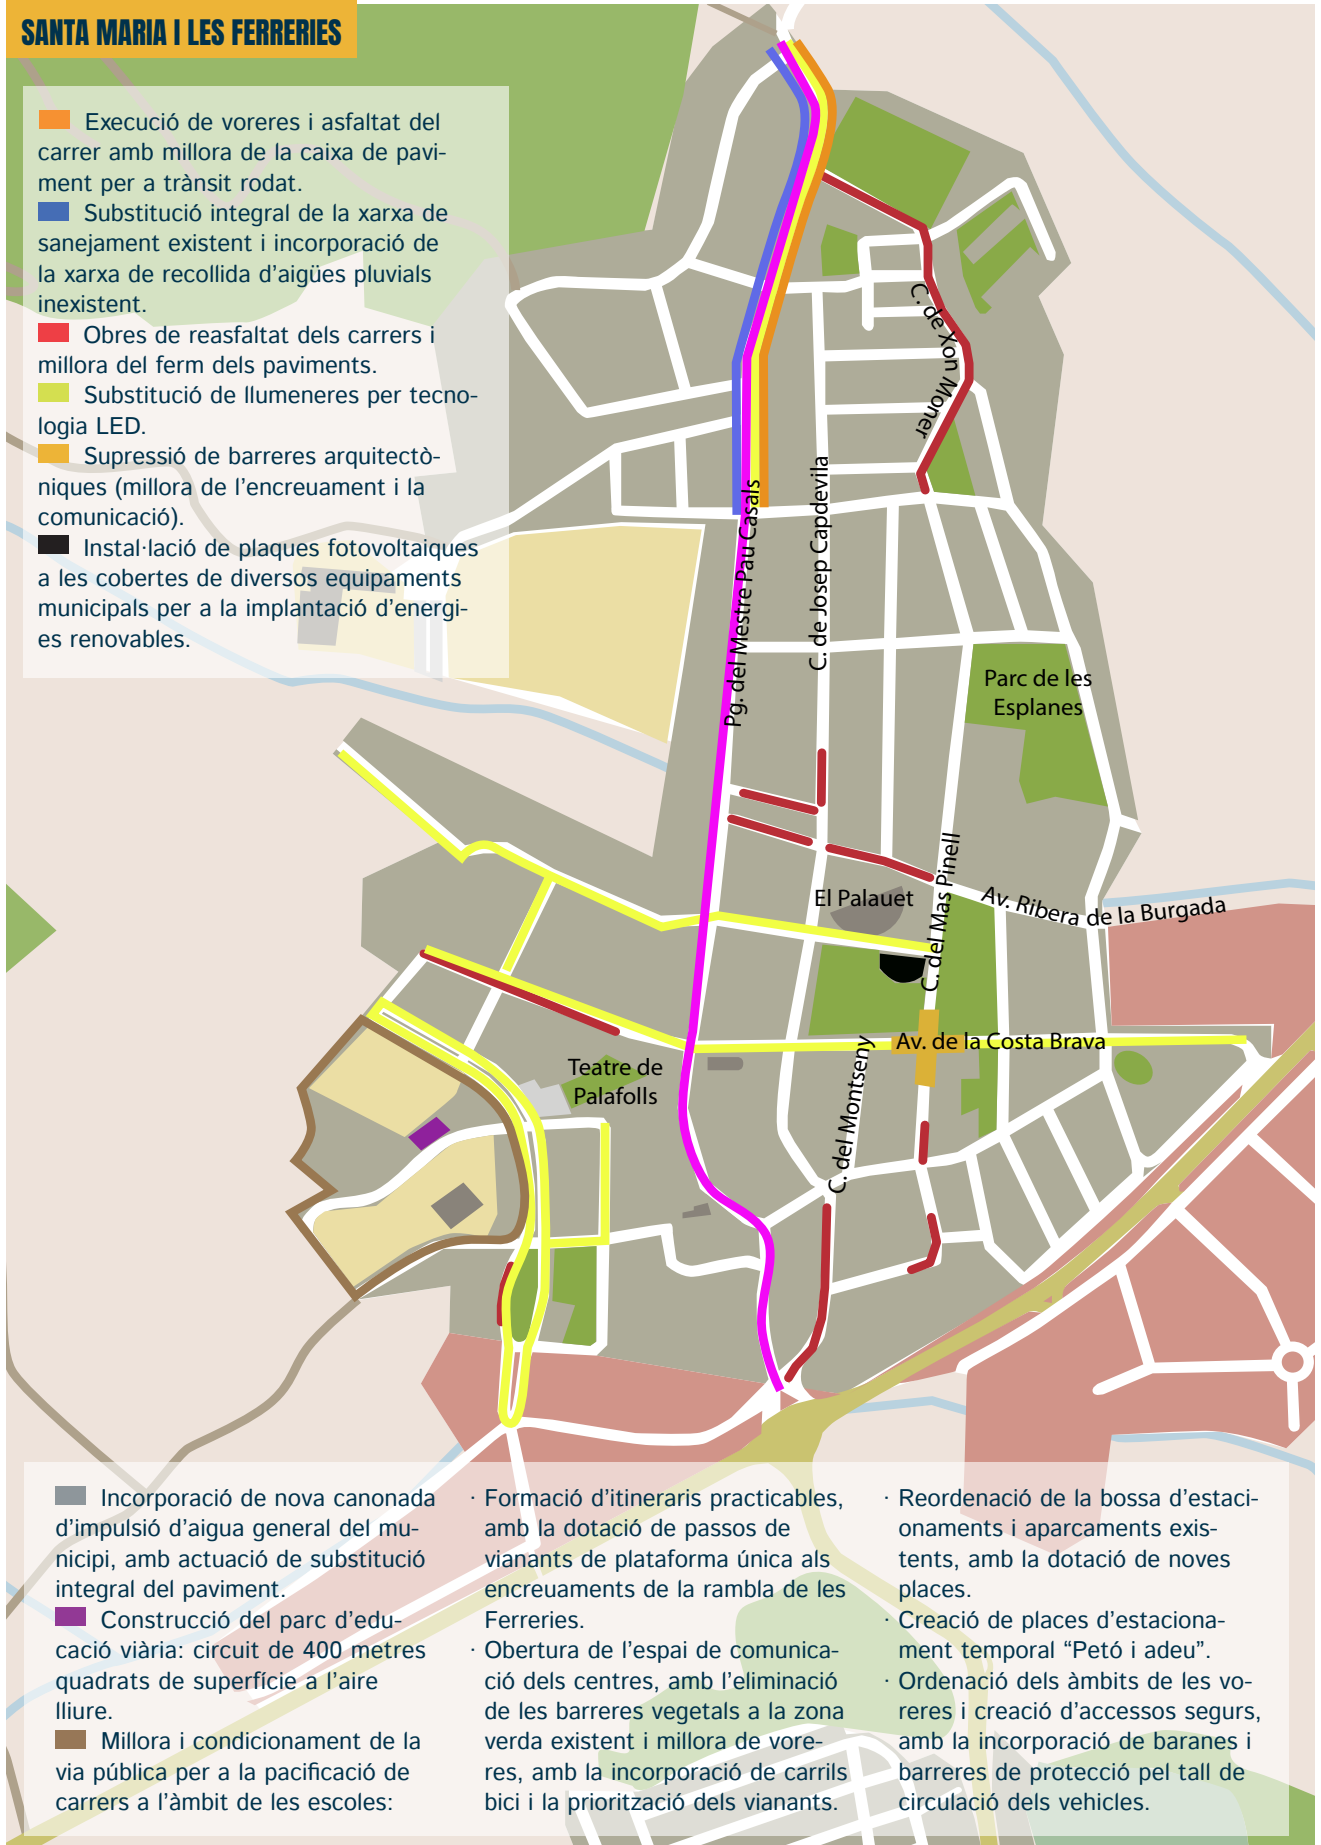 SANTA MARIA I LES FERRERIES
Execució de voreres i asfaltat del
carrer amb millora de la caixa de pavi-
ment per a trànsit rodat.
Substitució integral de la xarxa de
sanejament existent i incorporació de
la xarxa de recollida d'aigües pluvials
inexistent.
Obres de reasfaltat dels carrers i
millora del ferm dels paviments.
Substitució de llumeneres per tecno-
logia LED.
Supressió de barreres arquitectò-
niques (millora de l'encreuament i la
comunicació).
Instal·lació de plaques fotovoltaiques
a les cobertes de diversos equipaments
municipals per a la implantació d'energi-
es renovables.
C. de Xon Moner
Pg. del Mestre Pau Casals
C. de Josep Capdevila
Parc de les
Esplanes
El Palauet
C. del Mas Pinell
Av. Ribera de la Burgada
Av. de la Costa Brava
Teatre de
Palafolls
C. del Montseny
Incorporació de nova canonada
d'impulsió d'aigua general del mu-
nicipi, amb actuació de substitució
integral del paviment.
Construcció del parc d'edu-
cació viària: circuit de 400 metres
quadrats de superfície a l'aire
lliure.
Millora i condicionament de la
via pública per a la pacificació de
carrers a l'àmbit de les escoles:
· Formació d'itineraris practicables,
amb la dotació de passos de
vianants de plataforma única als
encreuaments de la rambla de les
Ferreries.
· Obertura de l'espai de comunica-
ció dels centres, amb l'eliminació
de les barreres vegetals a la zona
verda existent i millora de vore-
res, amb la incorporació de carrils
bici i la priorització dels vianants.
· Reordenació de la bossa d'estaci-
onaments i aparcaments exis-
tents, amb la dotació de noves
places.
· Creació de places d'estaciona-
ment temporal “Petó i adeu”.
· Ordenació dels àmbits de les vo-
reres i creació d'accessos segurs,
amb la incorporació de baranes i
barreres de protecció pel tall de
circulació dels vehicles.